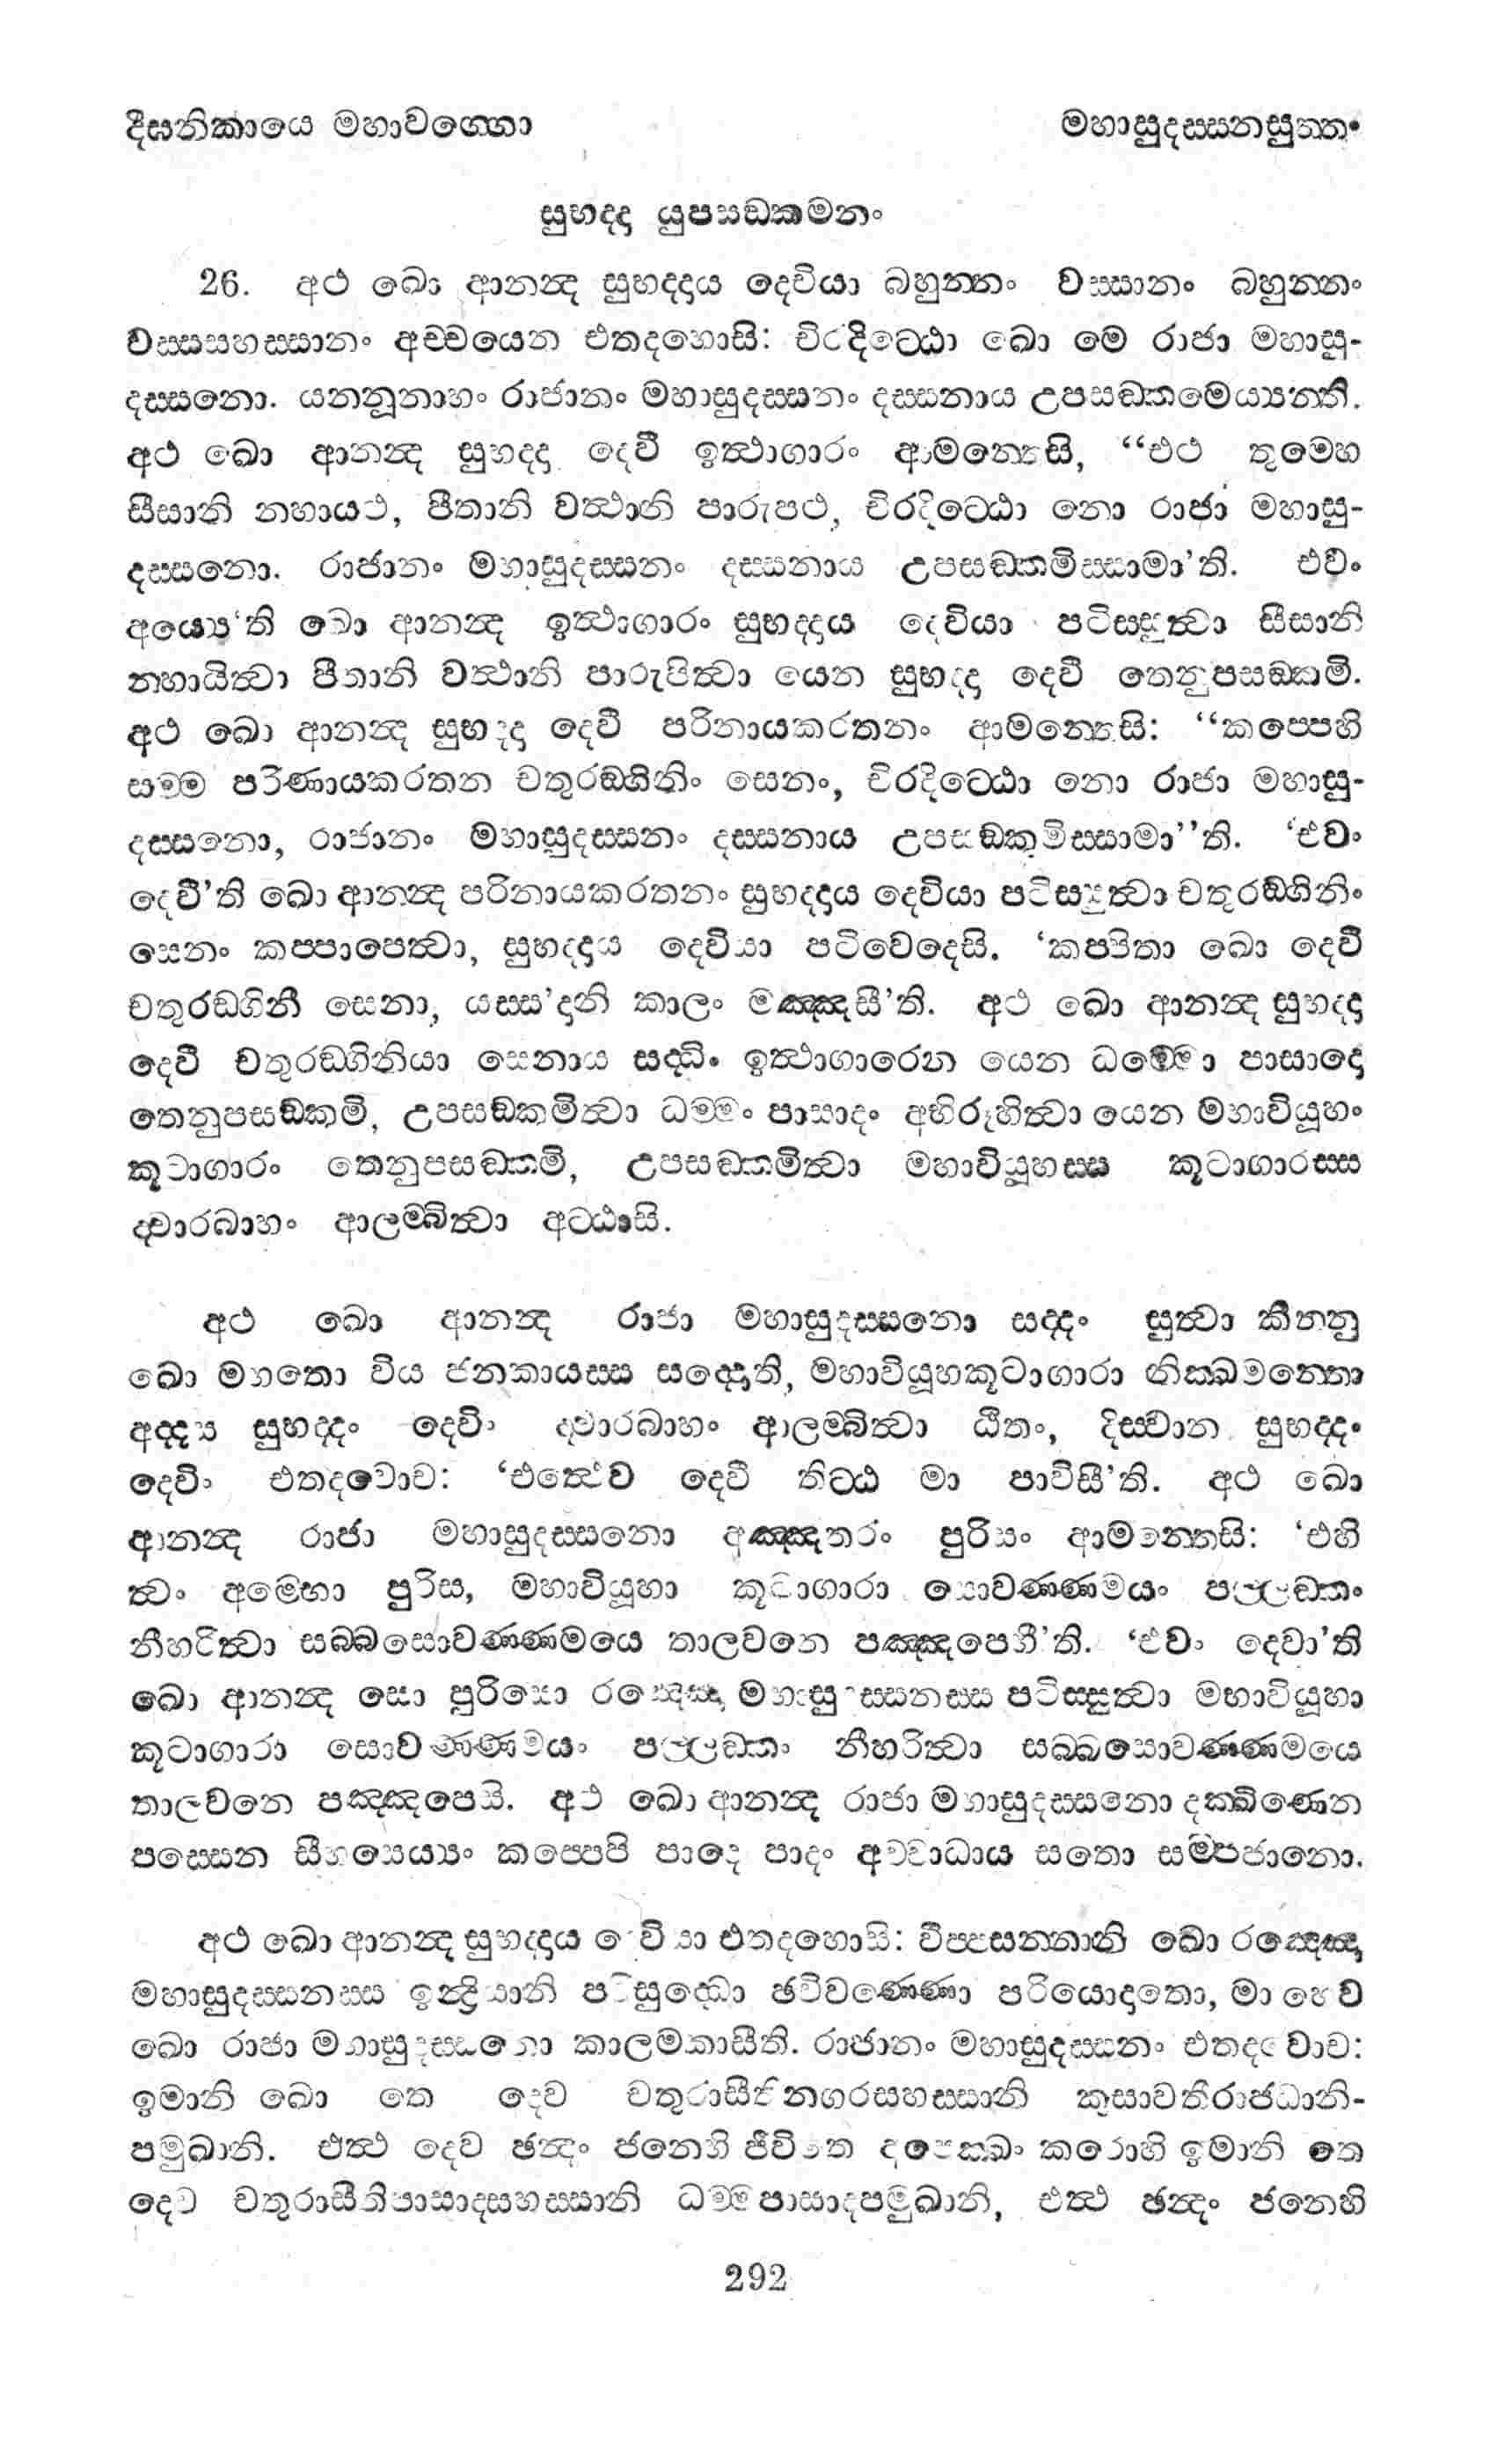 දීඝනිකායෙ මහාවග්ගො
මහාසුදස්සනසුත්තං
සුභද්දා යුපසඞ්කමනං
26. අථ ඛො ආනන්ද සුභද්දාය දෙවියා බහුන්නං වස්සානං බහුන්නං
වස්සසහස්සානං අච්චයෙන එතදහොසි: චිරදිට්ඨො ඛො මෙ රාජා මහාසු-
දස්සනො. යනනූනාහං රාජානං මහාසුදස්සනං දස්සනාය උපසඞ්කමෙය්‍යන්ති.
අථ ඛො ආනන්ද සුභද්දා දෙවී ඉත්ථාගාරං ආමන්තෙසි, “එථ තුම්හෙ
සීසානි නහායථ, පීතානි වත්ථානි පාරුපථ, චිරදිට්ඨො නො රාජා මහාසු-
දස්සනො. රාජානං මහාසුදස්සනං දස්සනාය උපසඞ්කමිස්සාමා’ති. එවං
අය්‍යෙ‘ති ඛො ආනන්ද ඉත්ථාගාරං සුභද්දාය දෙවියා පටිස්සුත්වා සීසානි
නහායිත්වා පීතානි වත්ථානි පාරුපිත්වා යෙන සුභද්දා දෙවී තෙනුපසඞ්කමි.
අථ ඛො ආනන්ද සුභද්දා දෙවී පරිනායකරතනං ආමන්තෙසි: “කප්පෙහි
සම්ම පරිණායකරතන චතුරඞ්ගිනිං සෙනං, චිරදිට්ඨො නො රාජා මහාසු-
දස්සනො, රාජානං මහාසුදස්සනං දස්සනාය උපසඞ්කමිස්සාමා”ති. ‘එවං
දෙවී’ති ඛො ආනන්ද පරිනායකරතනං සුභද්දාය දෙවියා පටිස්සුත්වා චතුරඞ්ගිනිං
සෙනං කප්පාපෙත්වා, සුභද්දාය දෙවියා පටිවෙදෙසි. ‘කප්පිතා ඛො දෙවී
චතුරඞ්ගිනී සෙනා, යස්ස’දානි කාලං මඤ්ඤසී’ති. අථ ඛො ආනන්ද සුභද්දා
දෙවී චතුරඞ්ගිනියා සෙනාය සද්ධිං ඉත්ථාගාරෙන යෙන ධම්මො පාසාදො
තෙනුපසඞ්කමි, උපසඞ්කමිත්වා ධම්මං පාසාදං අභිරූහිත්වා යෙන මහාවියූහං
කූටාගාරං තෙනුපසඞ්කමි, උපසඞ්කමිත්වා මහාවියූහස්ස කූටාගාරස්ස
ද්වාරබාහං ආලම්බිත්වා අට්ඨාසි.
අථ ඛො ආනන්ද රාජා මහාසුදස්සනො සද්දං සුත්වා කින්නු
ඛො මහතො විය ජනකායස්ස සද්දොති, මහාවියූහකූටාගාරා නික්ඛමන්තො
අද්දස සුභද්දං දෙවිං ද්වාරබාහං ආලම්බිත්වා ඨිතං, දිස්වාන සුභද්දං
දෙවිං එතදවොච: ‘එත්ථෙව දෙවි තිට්ඨ මා පාවිසී’ති. අථ ඛො
ආනන්ද රාජා මහාසුදස්සනො අඤ්ඤතරං පුරිසං ආමන්තෙසි: ‘එහි
ත්වං අම්භො පුරිස, මහාවියූහා කූටාගාරා සොවණ්ණමයං පල්ලඞ්කං
නීහරිත්වා සබ්බසොවණ්ණමයෙ තාලවනෙ පඤ්ඤපෙහී’ති. ‘එවං දෙවා’ති
ඛො ආනන්ද සො පුරිසො රඤ්ඤො මහාසුදස්සනස්ස පටිස්සුත්වා මභාවියූහා
කූටාගාරා සොවණ්ණමයං පල්ලඞ්කං නීහරිත්වා සබ්බසොවණ්ණමයෙ
තාලවනෙ පඤ්ඤපෙසි. අථ ඛො ආනන්ද රාජා මහාසුදස්සනො දක්ඛිණෙන
පස්සෙන සීහසෙය්‍යං කප්පෙපි පාදෙ පාදං අච්චාධාය සතො සම්පජානො.
අථ ඛො ආනන්ද සුභද්දාය දෙවියා එතදහොසි: විප්පසන්නානි ඛො රඤ්ඤො
මහාසුදස්සනස්ස ඉන්ද්‍රියානි පරිසුද්ධො ඡවිවණ්ණො පරියොදාතො, මා හෙව
ඛො රාජා මහාසුදස්සනො කාලමකාසීති. රාජානං මහාසුදස්සනං එතදවොච:
ඉමානි ඛො තෙ දෙව චතුරාසීතිනගරසහස්සානි කුසාවතීරාජධානි-
පමුඛානි. එත්ථ දෙව ඡන්දං ජනෙහි ජීවිතෙ අපෙක්ඛං කරොහි ඉමානි තෙ
දෙව චතුරාසීතිපාසාදසහස්සානි ධම්මපාසාදපමුඛානි, එත්ථ ඡන්දං ජනෙහි
292